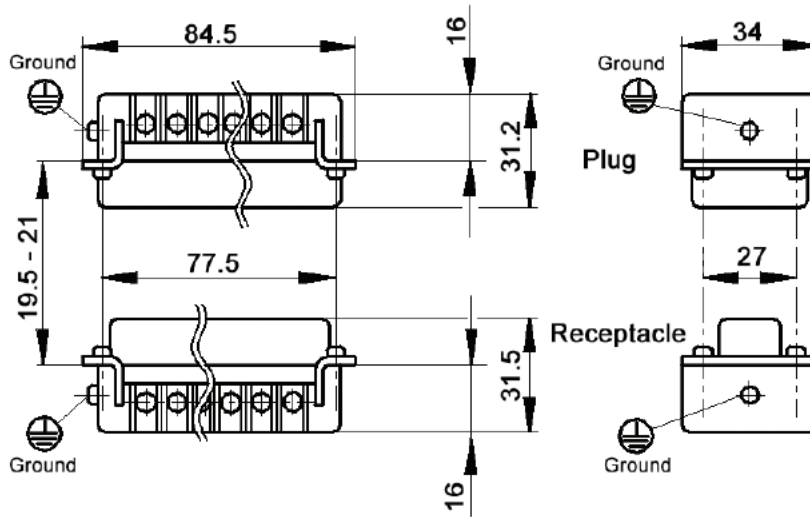 84.5
16
34
Ground
Ground
31.2
Plug
19.5 - 21
77.5
27
Receptacle
31.5
Ground
Ground
16